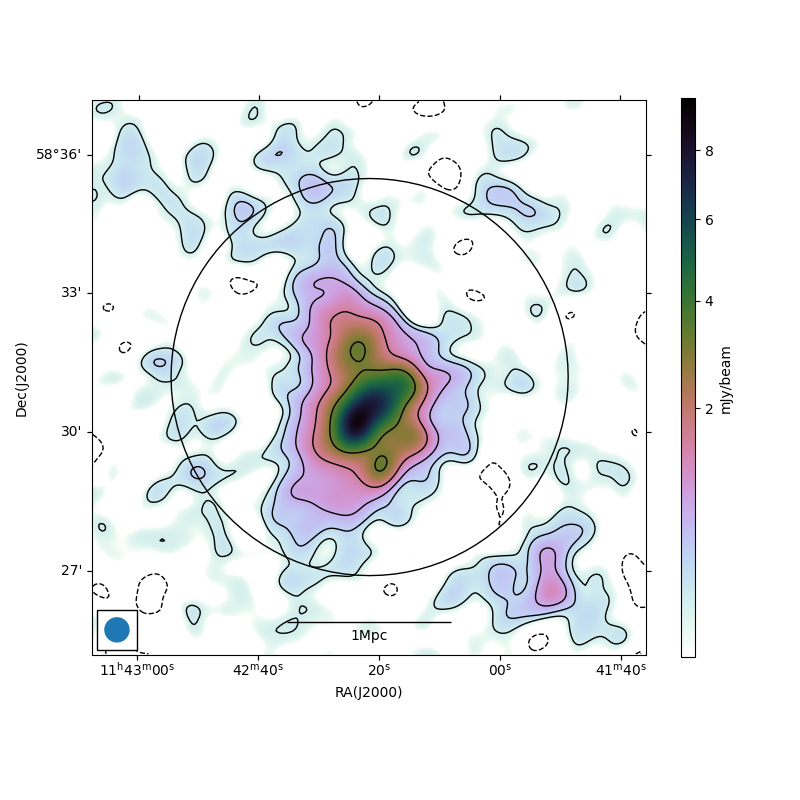 58°36'
33'
30'
27'
Dec(J2000)
1Mpc
11ʰ43ᵐ00ˢ
42ᵐ40ˢ
20ˢ
00ˢ
41ᵐ40ˢ
RA(J2000)
8
6
4
2
mJy/beam